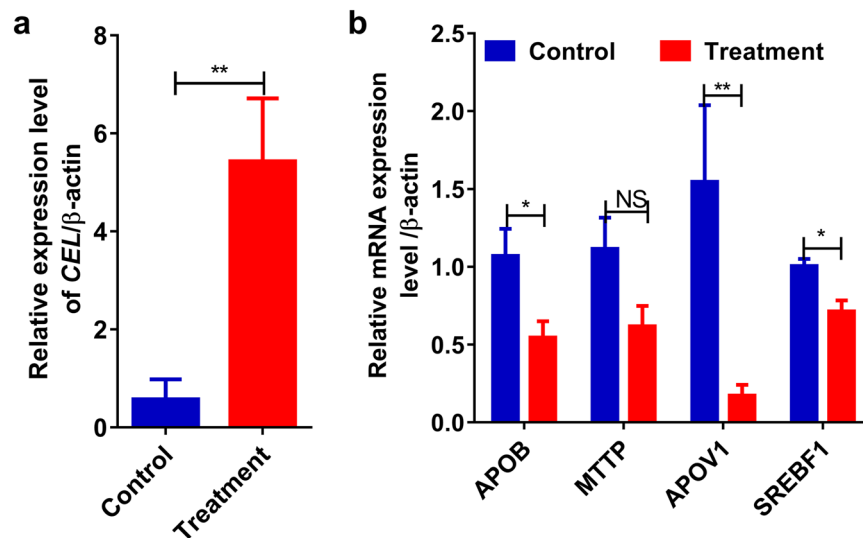 a
Relative expression level
of CEL/β-actin
8
6
4
2
0
**
Control
Treatment
b
Relative mRNA expression
level /β-actin
2.5
2.0
1.5
1.0
0.5
0.0
Control
Treatment
*
NS
**
*
APOB
MTTP
APOV1
SREBF1